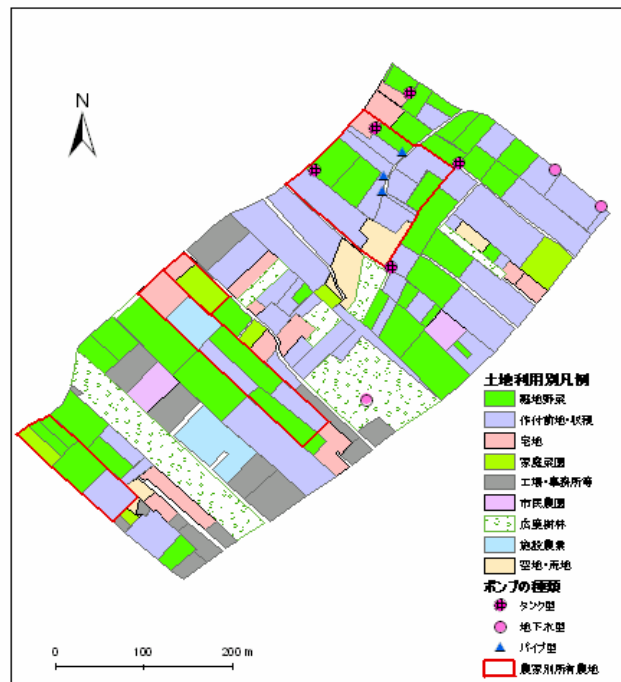 N
土地利用別凡例
露地野菜
作付前地・収穫
宅地
家庭菜園
工場・事務所等
市民農園
広葉樹林
施設農業
空地・荒地
ポンプの種類
タンク型
地下水型
パイプ型
農家別所有農地
0 100 200 m